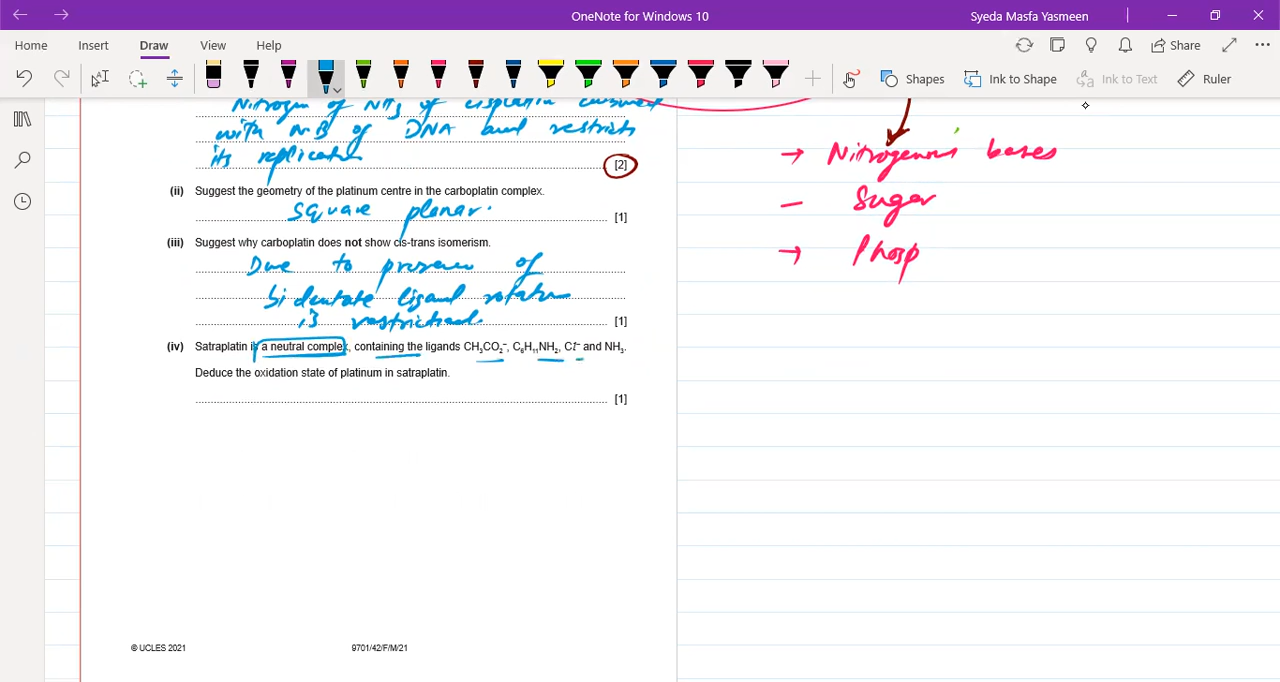 OneNote for Windows 10
Syeda Masfa Yasmeen
Home Insert Draw View Help
Share
Shapes Ink to Shape Ink to Text Ruler
Nitrogen of NH3 of cisplatin
with N.B of DNA and restricts
its replication
[2]
(ii) Suggest the geometry of the platinum centre in the carboplatin complex.
square planar.
[1]
(iii) Suggest why carboplatin does not show cis-trans isomerism.
Due to presence of
bidentate ligand rotation
is restricted.
[1]
(iv) Satraplatin is a neutral complex, containing the ligands CH₃CO₂⁻, C₆H₁₁NH₂, Cl⁻ and NH₃.
Deduce the oxidation state of platinum in satraplatin.
[1]
© UCLES 2021 9701/42/F/M/21
→ Nitrogenous bases
– Sugar
→ Phosp